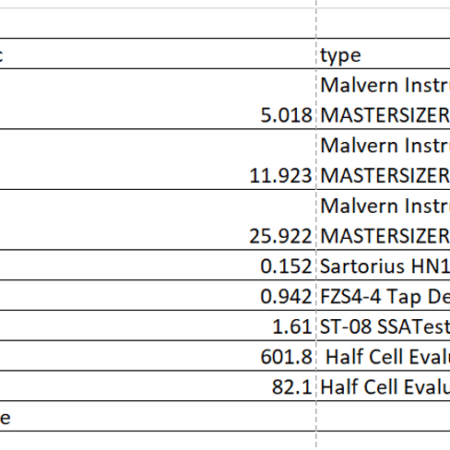 c type
Malvern Instru
5.018 MASTERSIZER
Malvern Instru
11.923 MASTERSIZER
Malvern Instru
25.922 MASTERSIZER
0.152 Sartorius HN1
0.942 FZS4-4 Tap De
1.61 ST-08 SSATest
601.8 Half Cell Evalu
82.1 Half Cell Evalu
e